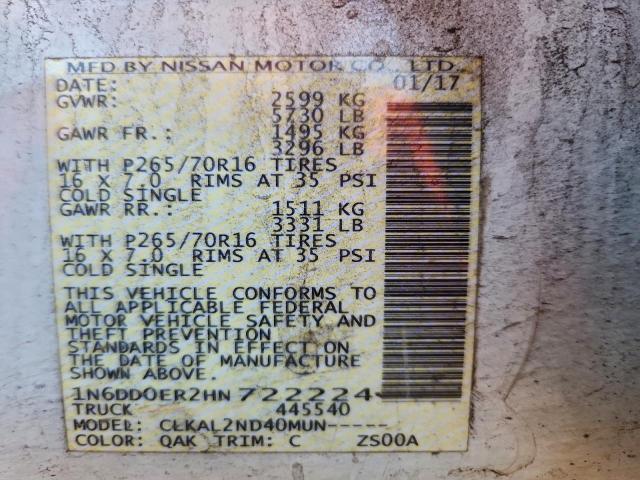 MFD BY NISSAN MOTOR CO., LTD.
DATE: 01/17
GVWR: 2599 KG
5730 LB
GAWR FR.: 1495 KG
3296 LB
WITH P265/70R16 TIRES
16 X 7.0 RIMS AT 35 PSI
COLD SINGLE
GAWR RR.: 1511 KG
3331 LB
WITH P265/70R16 TIRES
16 X 7.0 RIMS AT 35 PSI
COLD SINGLE
THIS VEHICLE CONFORMS TO
ALL APPLICABLE FEDERAL
MOTOR VEHICLE SAFETY AND
THEFT PREVENTION
STANDARDS IN EFFECT ON
THE DATE OF MANUFACTURE
SHOWN ABOVE.
1N6DD0ER2HN722224
TRUCK 445540
MODEL: CLKAL2ND40MUN-----
COLOR: QAK TRIM: C ZS00A